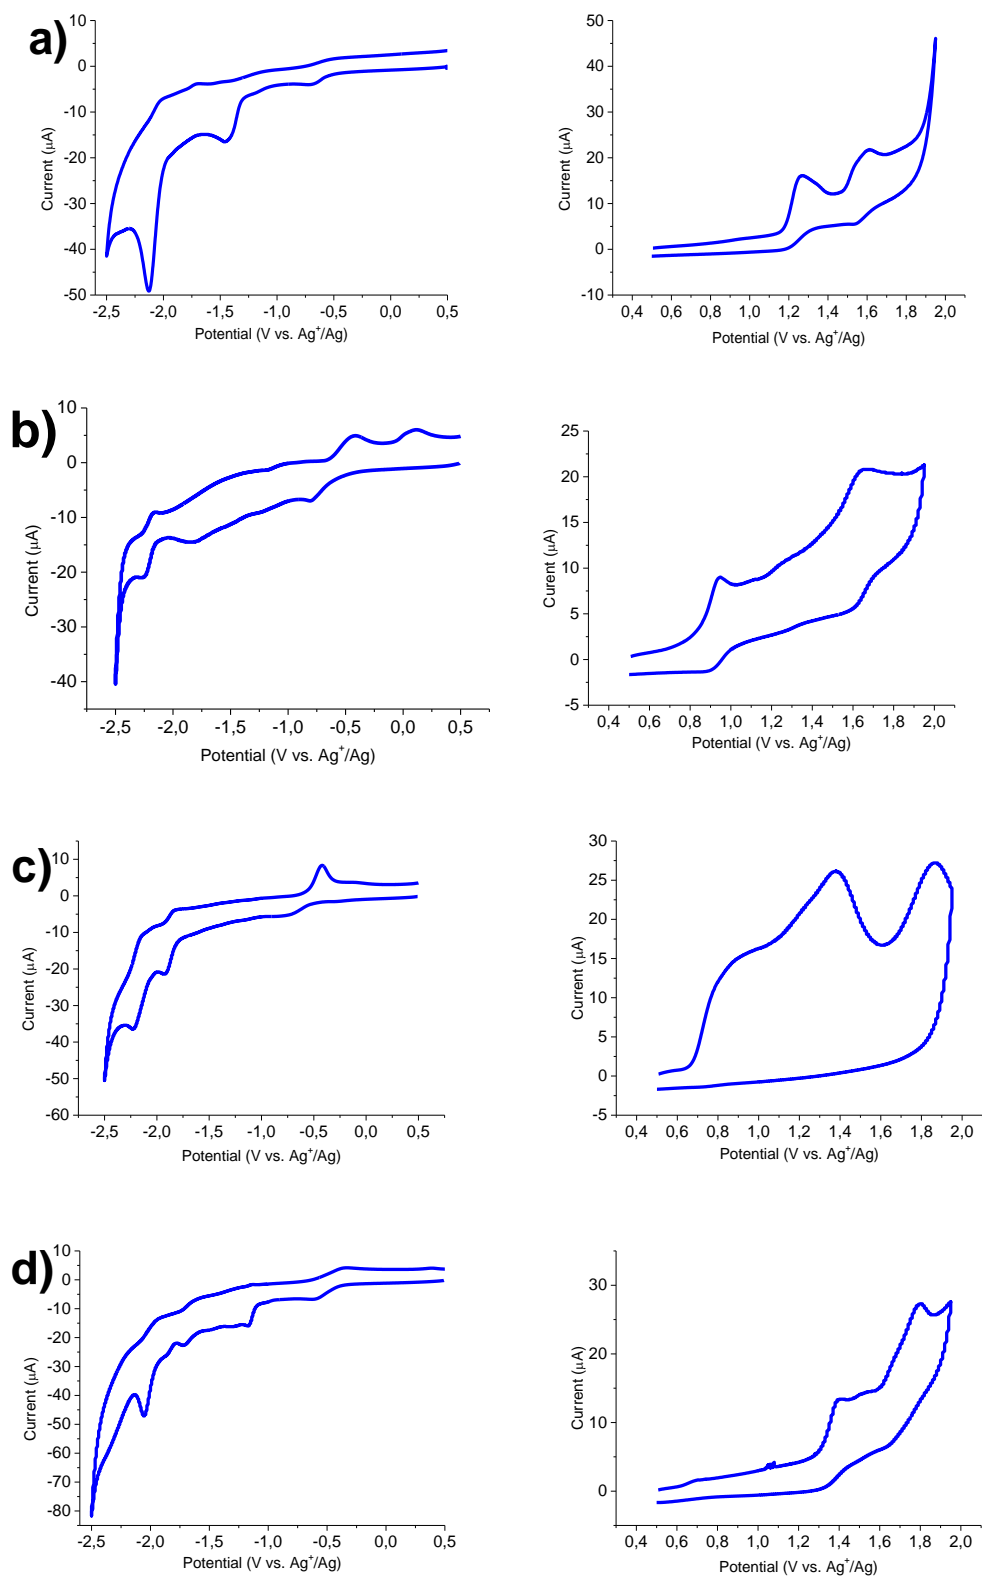 a)
10
0
-10
-20
-30
-40
-50
Current (μA)
-2,5 -2,0 -1,5 -1,0 -0,5 0,0 0,5
Potential (V vs. Ag⁺/Ag)
50
40
30
20
10
0
-10
Current (μA)
0,4 0,6 0,8 1,0 1,2 1,4 1,6 1,8 2,0
Potential (V vs. Ag⁺/Ag)
b)
10
0
-10
-20
-30
-40
Current (μA)
-2,5 -2,0 -1,5 -1,0 -0,5 0,0 0,5
Potential (V vs. Ag⁺/Ag)
25
20
15
10
5
0
-5
Curent (μA)
0,4 0,6 0,8 1,0 1,2 1,4 1,6 1,8 2,0
Potential (V vs. Ag⁺/Ag)
c)
10
0
-10
-20
-30
-40
-50
-60
Current (μA)
-2,5 -2,0 -1,5 -1,0 -0,5 0,0 0,5
Potential (V vs. Ag⁺/Ag)
30
25
20
15
10
5
0
-5
Current (μA)
0,4 0,6 0,8 1,0 1,2 1,4 1,6 1,8 2,0
Potential (V vs. Ag⁺/Ag)
d)
10
0
-10
-20
-30
-40
-50
-60
-70
-80
Current (μA)
-2,5 -2,0 -1,5 -1,0 -0,5 0,0 0,5
Potential (V vs. Ag⁺/Ag)
30
20
10
0
Current (μA)
0,4 0,6 0,8 1,0 1,2 1,4 1,6 1,8 2,0
Potential (V vs. Ag⁺/Ag)